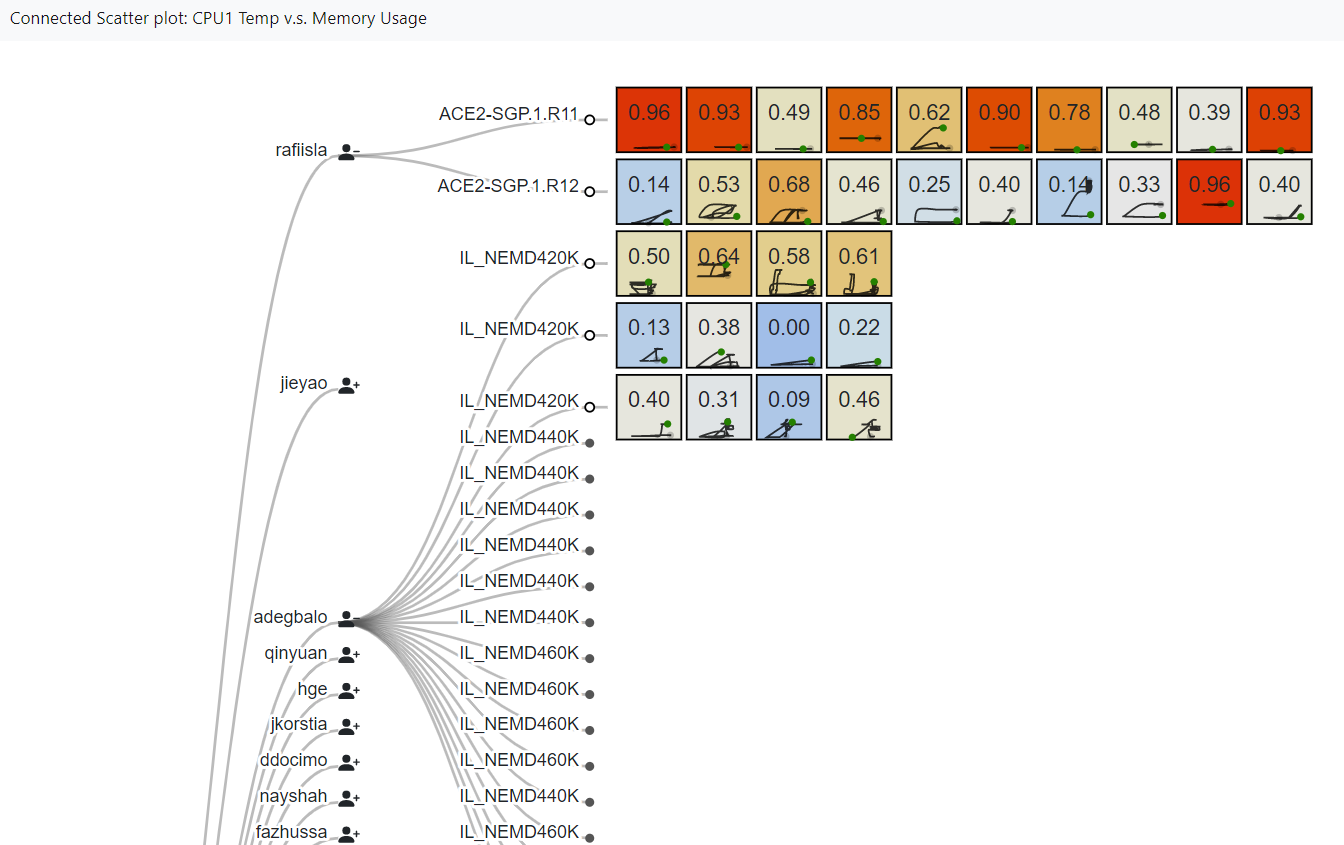 Connected Scatter plot: CPU1 Temp v.s. Memory Usage
ACE2-SGP.1.R11 0.96 0.93 0.49 0.85 0.62 0.90 0.78 0.48 0.39 0.93
rafiisla
ACE2-SGP.1.R12 0.14 0.53 0.68 0.46 0.25 0.40 0.14 0.33 0.96 0.40
IL_NEMD420K 0.50 0.64 0.58 0.61
IL_NEMD420K 0.13 0.38 0.00 0.22
jieyao
IL_NEMD420K 0.40 0.31 0.09 0.46
IL_NEMD440K
IL_NEMD440K
IL_NEMD440K
IL_NEMD440K
IL_NEMD440K
adegbalo IL_NEMD440K
qinyuan IL_NEMD460K
hge IL_NEMD460K
jkorstia IL_NEMD460K
ddocimo IL_NEMD460K
nayshah IL_NEMD440K
fazhussa IL_NEMD460K